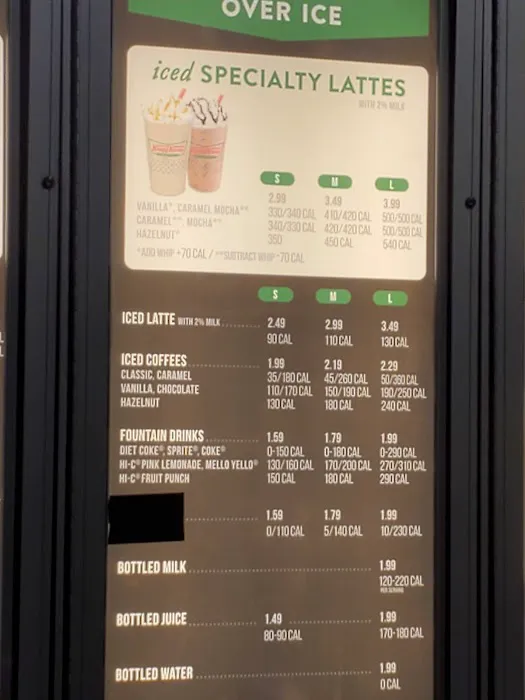 OVER ICE
iced SPECIALTY LATTES
WITH 2% MILK
S M L
2.99 3.49 3.99
VANILLA*, CARAMEL MOCHA** 330/340 CAL 410/420 CAL 500/500 CAL
CARAMEL**, MOCHA** 340/330 CAL 420/420 CAL 500/500 CAL
HAZELNUT* 350 450 CAL 540 CAL
*ADD WHIP +70 CAL / **SUBTRACT WHIP -70 CAL
S M L
ICED LATTE WITH 2% MILK 2.49 2.99 3.49
90 CAL 110 CAL 130 CAL
ICED COFFEES 1.99 2.19 2.29
CLASSIC, CARAMEL 35/180 CAL 45/260 CAL 50/360 CAL
VANILLA, CHOCOLATE 110/170 CAL 150/190 CAL 190/250 CAL
HAZELNUT 130 CAL 180 CAL 240 CAL
FOUNTAIN DRINKS 1.59 1.79 1.99
DIET COKE®, SPRITE®, COKE® 0-150 CAL 0-180 CAL 0-290 CAL
HI-C® PINK LEMONADE, MELLO YELLO® 130/160 CAL 170/200 CAL 270/310 CAL
HI-C® FRUIT PUNCH 150 CAL 180 CAL 290 CAL
1.59 1.79 1.99
0/110 CAL 5/140 CAL 10/230 CAL
BOTTLED MILK 1.99
120-220 CAL
PER SERVING
BOTTLED JUICE 1.49 1.99
80-90 CAL 170-180 CAL
BOTTLED WATER 1.99
0 CAL